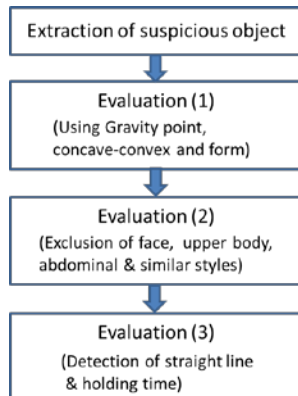 Extraction of suspicious object
Evaluation (1)
(Using Gravity point,
concave-convex and form)
Evaluation (2)
(Exclusion of face, upper body,
abdominal & similar styles)
Evaluation (3)
(Detection of straight line
& holding time)